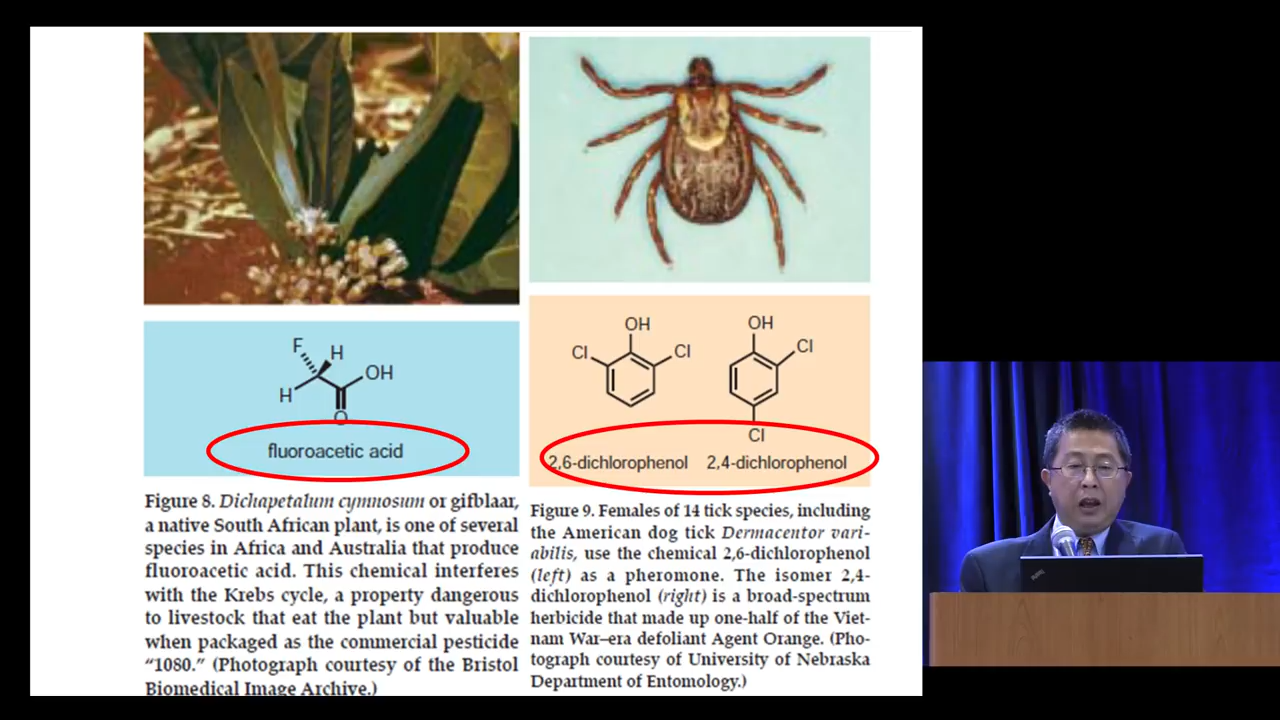 F
H
OH
H
O
fluoroacetic acid
Figure 8. Dichapetalum cymnosum or gifblaar,
a native South African plant, is one of several
species in Africa and Australia that produce
fluoroacetic acid. This chemical interferes
with the Krebs cycle, a property dangerous
to livestock that eat the plant but valuable
when packaged as the commercial pesticide
“1080.” (Photograph courtesy of the Bristol
Biomedical Image Archive.)
OH
Cl
Cl
OH
Cl
Cl
2,6-dichlorophenol 2,4-dichlorophenol
Figure 9. Females of 14 tick species, including
the American dog tick Dermacentor vari-
abilis, use the chemical 2,6-dichlorophenol
(left) as a pheromone. The isomer 2,4-
dichlorophenol (right) is a broad-spectrum
herbicide that made up one-half of the Viet-
nam War–era defoliant Agent Orange. (Pho-
tograph courtesy of University of Nebraska
Department of Entomology.)